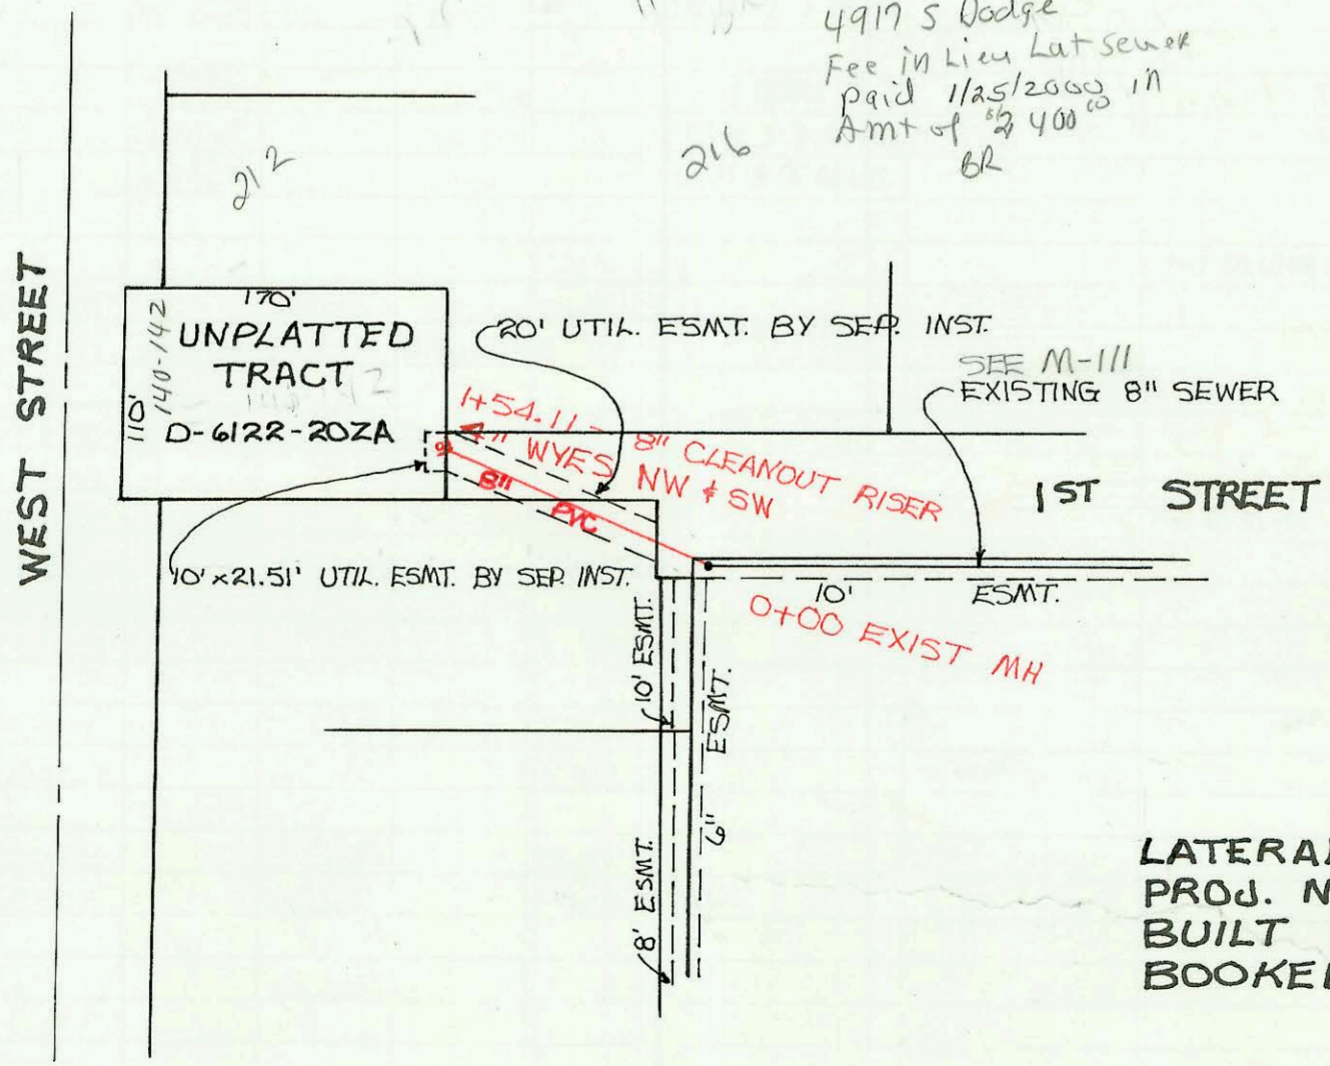 4917 S Dodge
Fee in Lieu Lat sewer
paid 1/25/2000 in
Amt of $2400.00
BR
212
216
WEST STREET
170'
UNPLATTED
TRACT
140-142
110'
D-6122-20ZA
20' UTIL. ESMT. BY SEP. INST.
SEE M-111
EXISTING 8" SEWER
1+54.11 - 8" CLEANOUT RISER
4" WYES NW & SW
8" PVC
1ST STREET
10'x21.51' UTIL. ESMT. BY SEP. INST.
10' ESMT.
0+00 EXIST MH
10' ESMT.
ESMT.
6"
8' ESMT.
LATERAL
PROJ. N
BUILT
BOOKED